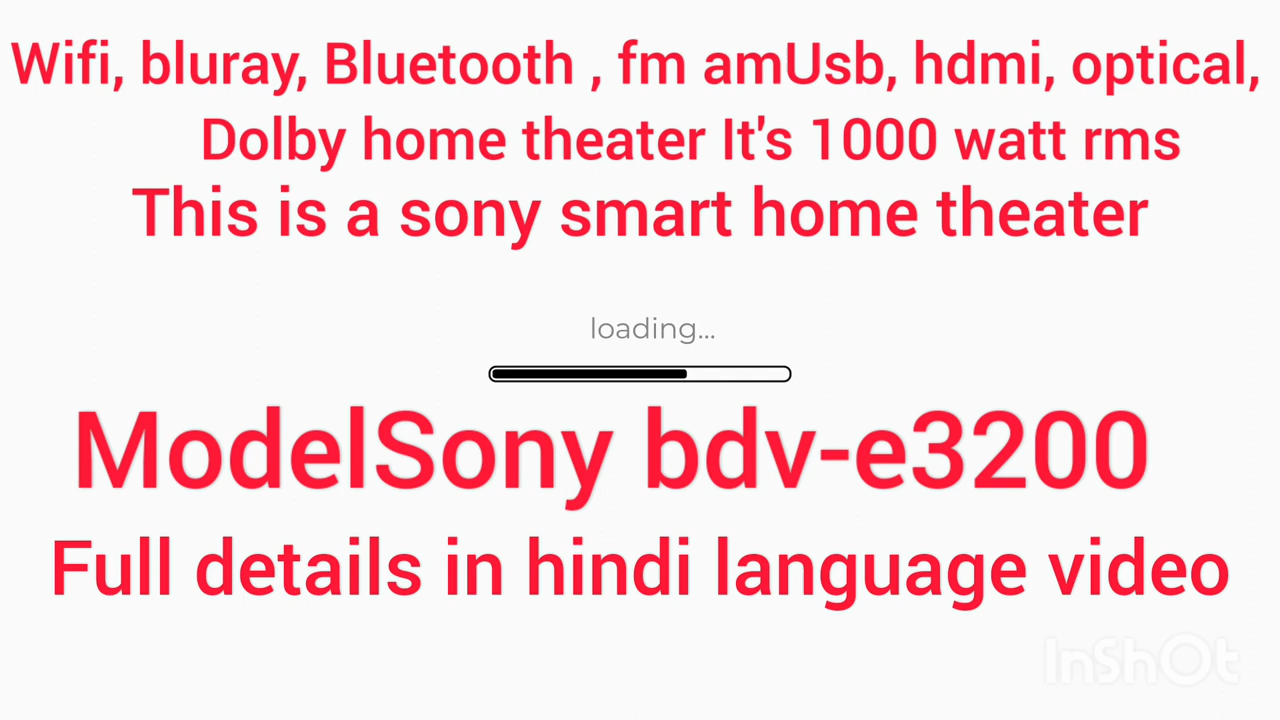 Wifi, bluray, Bluetooth , fm amUsb, hdmi, optical,
Dolby home theater It's 1000 watt rms
This is a sony smart home theater
loading...
ModelSony bdv-e3200
Full details in hindi language video
InShOt